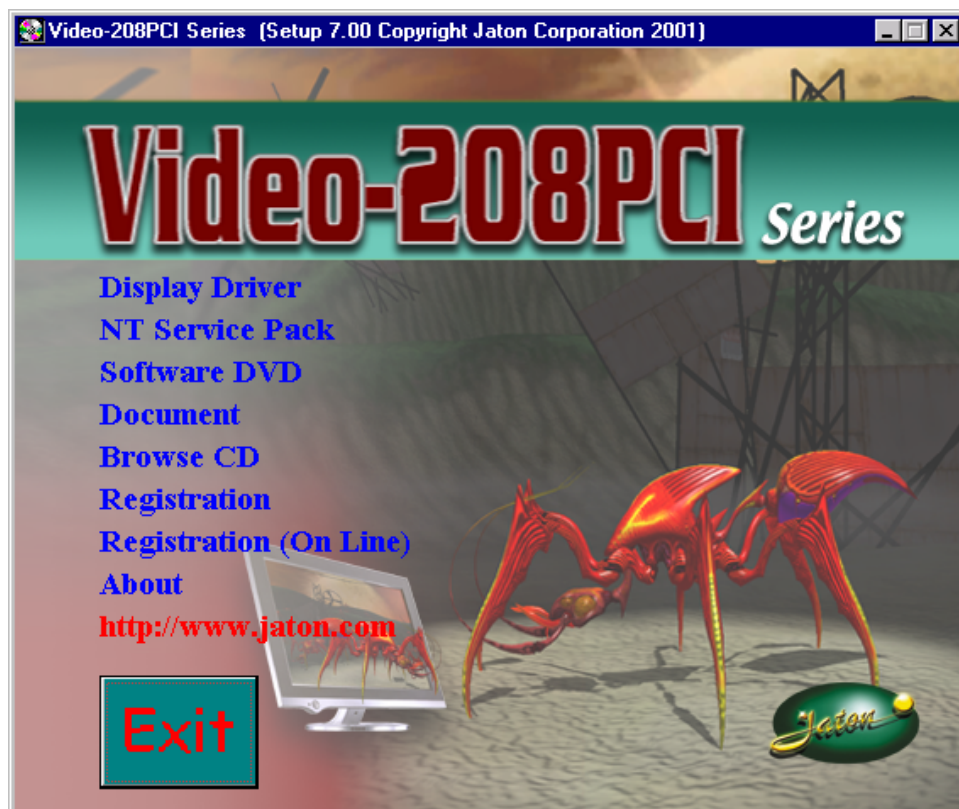 Video-208PCI Series (Setup 7.00 Copyright Jaton Corporation 2001)
Video-208PCI Series
Display Driver
NT Service Pack
Software DVD
Document
Browse CD
Registration
Registration (On Line)
About
http://www.jaton.com
Exit
Jaton